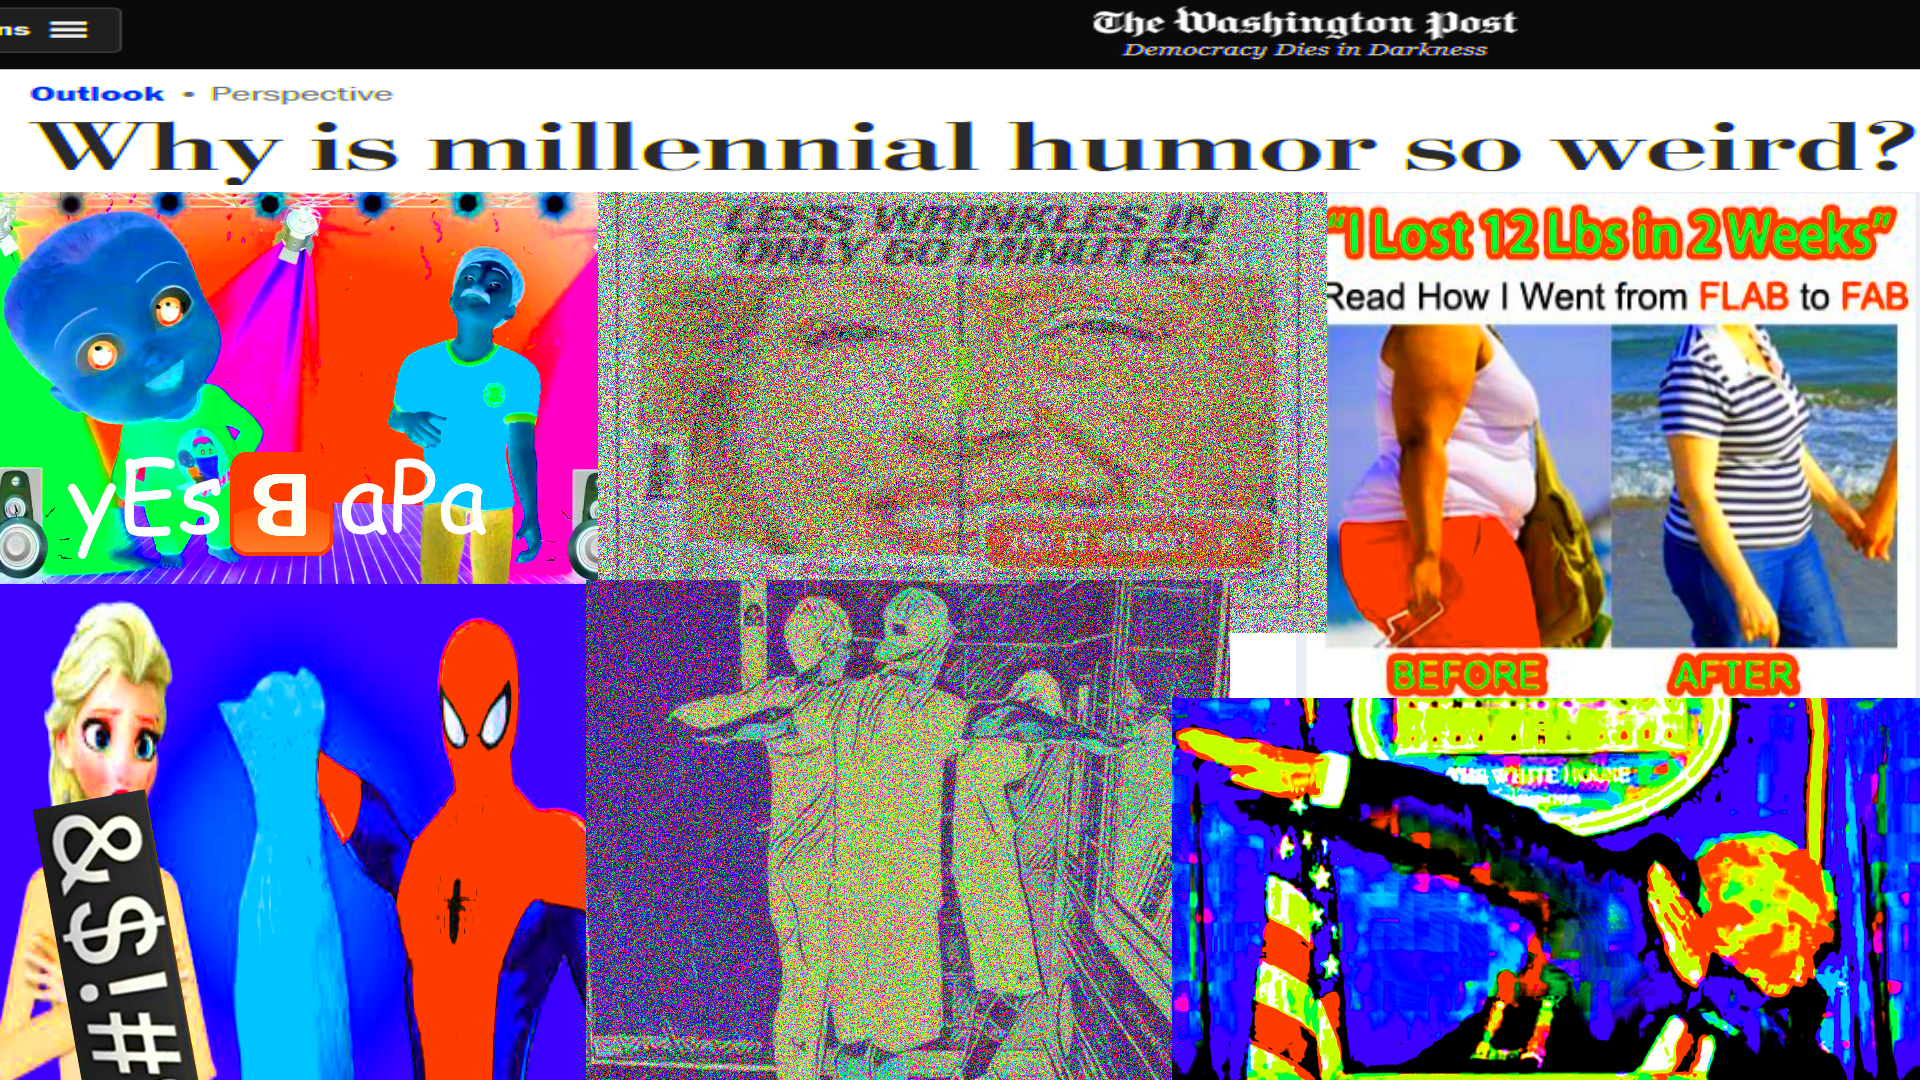 ns
The Washington Post
Democracy Dies in Darkness
Outlook • Perspective
Why is millennial humor so weird?
LESS WRINKLES IN
ONLY 60 MINUTES
"I Lost 12 Lbs in 2 Weeks"
Read How I Went from FLAB to FAB
BEFORE AFTER
yEs B aPa
&$!#
THE WHITE HOUSE